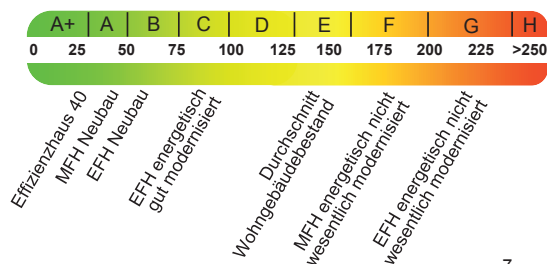 A+ A B C D E F G H
0 25 50 75 100 125 150 175 200 225 >250
Effizienzhaus 40
MFH Neubau
EFH Neubau
EFH energetisch
gut modernisiert
Durchschnitt
Wohngebäudebestand
MFH energetisch nicht
wesentlich modernisiert
EFH energetisch nicht
wesentlich modernisiert